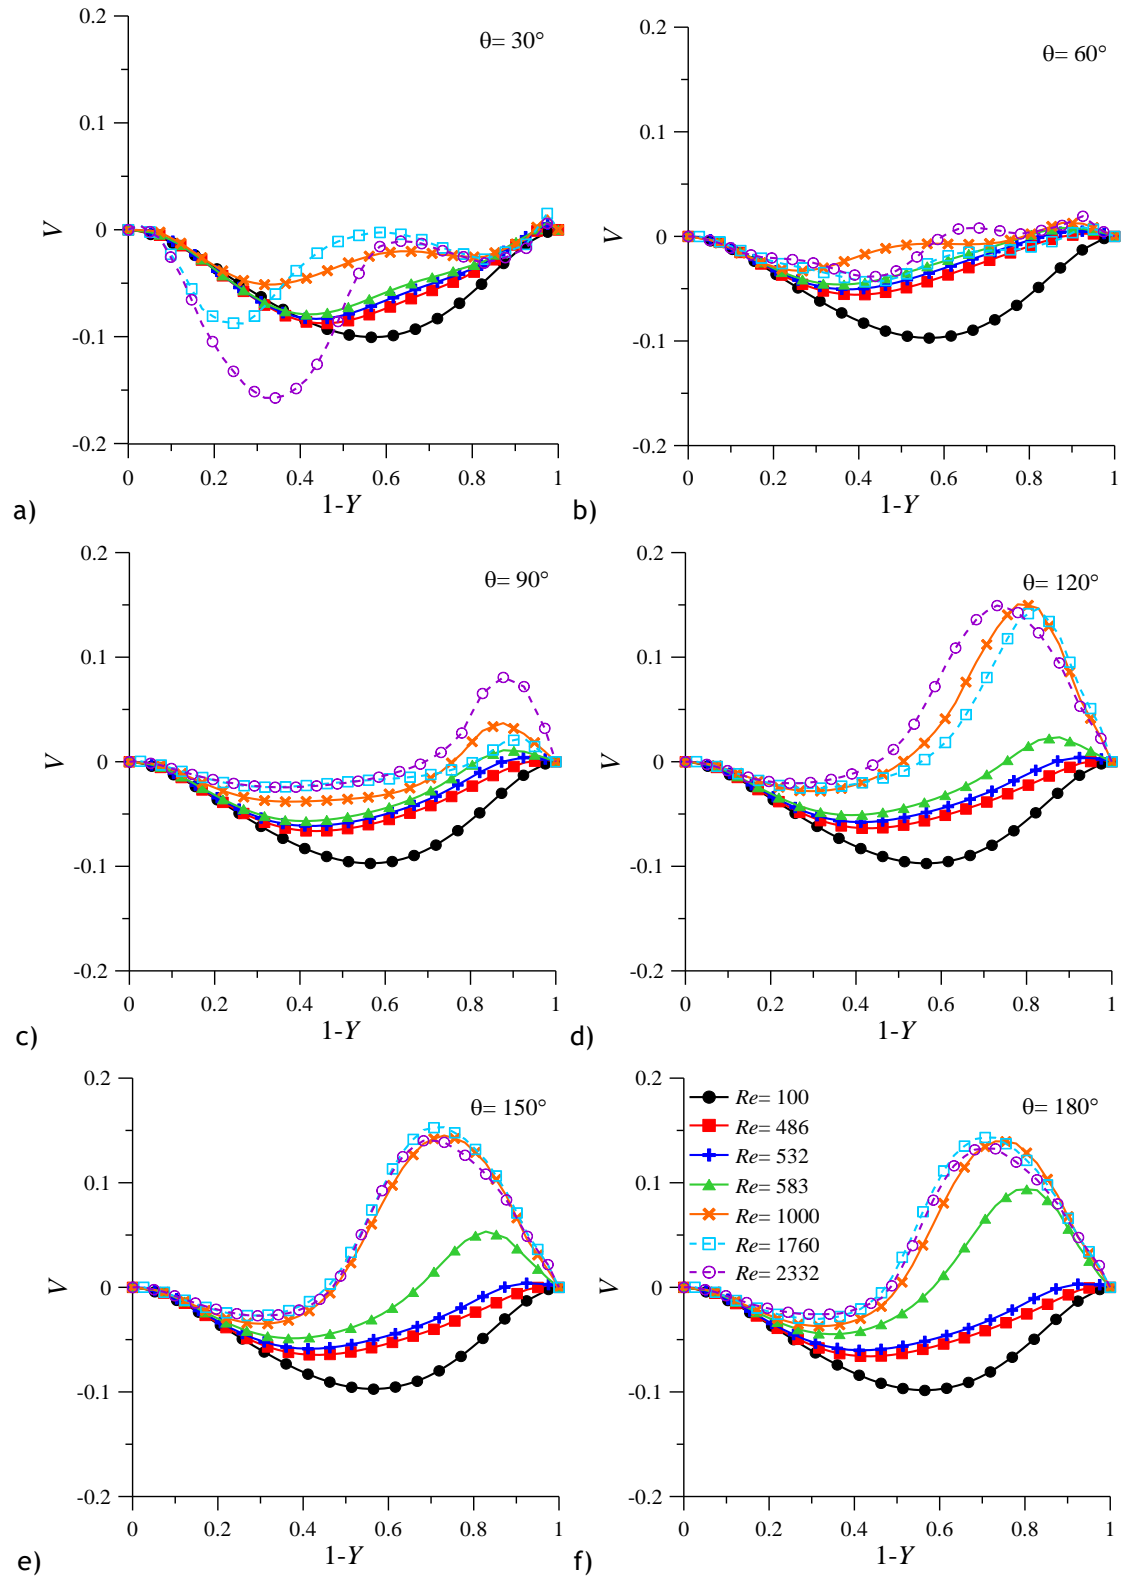 0.2
0.1
0
-0.1
-0.2
V
θ= 30°
0 0.2 0.4 0.6 0.8 1
1-Y
a)
0.2
0.1
0
-0.1
-0.2
V
θ= 60°
0 0.2 0.4 0.6 0.8 1
1-Y
b)
0.2
0.1
0
-0.1
-0.2
V
θ= 90°
0 0.2 0.4 0.6 0.8 1
1-Y
c)
0.2
0.1
0
-0.1
-0.2
V
θ= 120°
0 0.2 0.4 0.6 0.8 1
1-Y
d)
0.2
0.1
0
-0.1
-0.2
V
θ= 150°
0 0.2 0.4 0.6 0.8 1
1-Y
e)
0.2
0.1
0
-0.1
-0.2
V
Re= 100
Re= 486
Re= 532
Re= 583
Re= 1000
Re= 1760
Re= 2332
θ= 180°
0 0.2 0.4 0.6 0.8 1
1-Y
f)